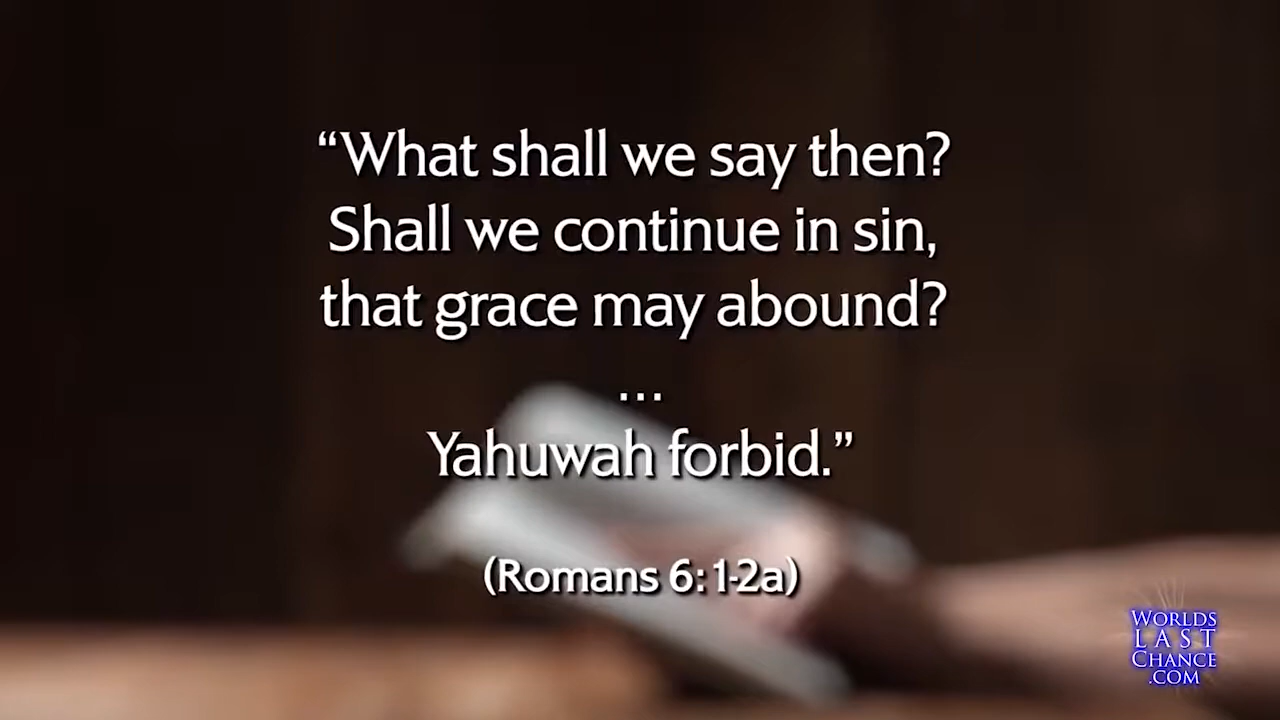 “What shall we say then?
Shall we continue in sin,
that grace may abound?
...
Yahuwah forbid.”
(Romans 6:1-2a)
WORLDS
LAST
CHANCE
.COM